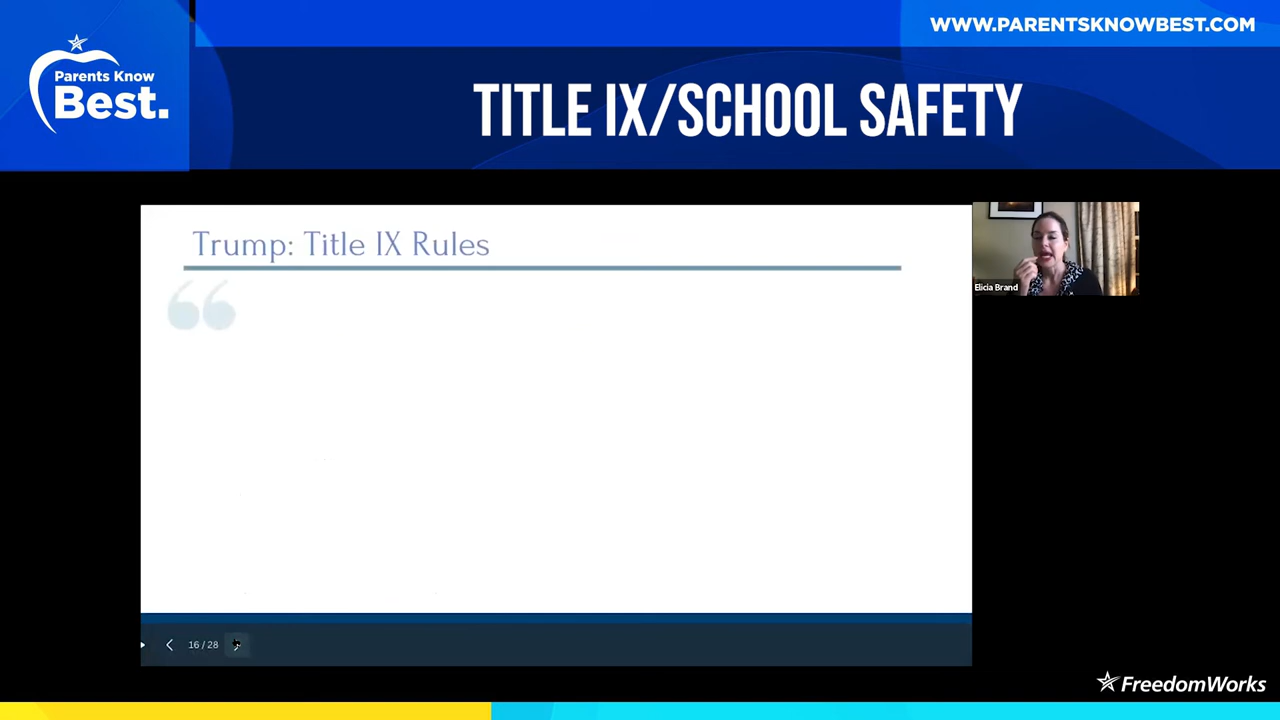 WWW.PARENTSKNOWBEST.COM
Parents Know
Best.
TITLE IX/SCHOOL SAFETY
Trump: Title IX Rules
“
Elicia Brand
16 / 28
FreedomWorks